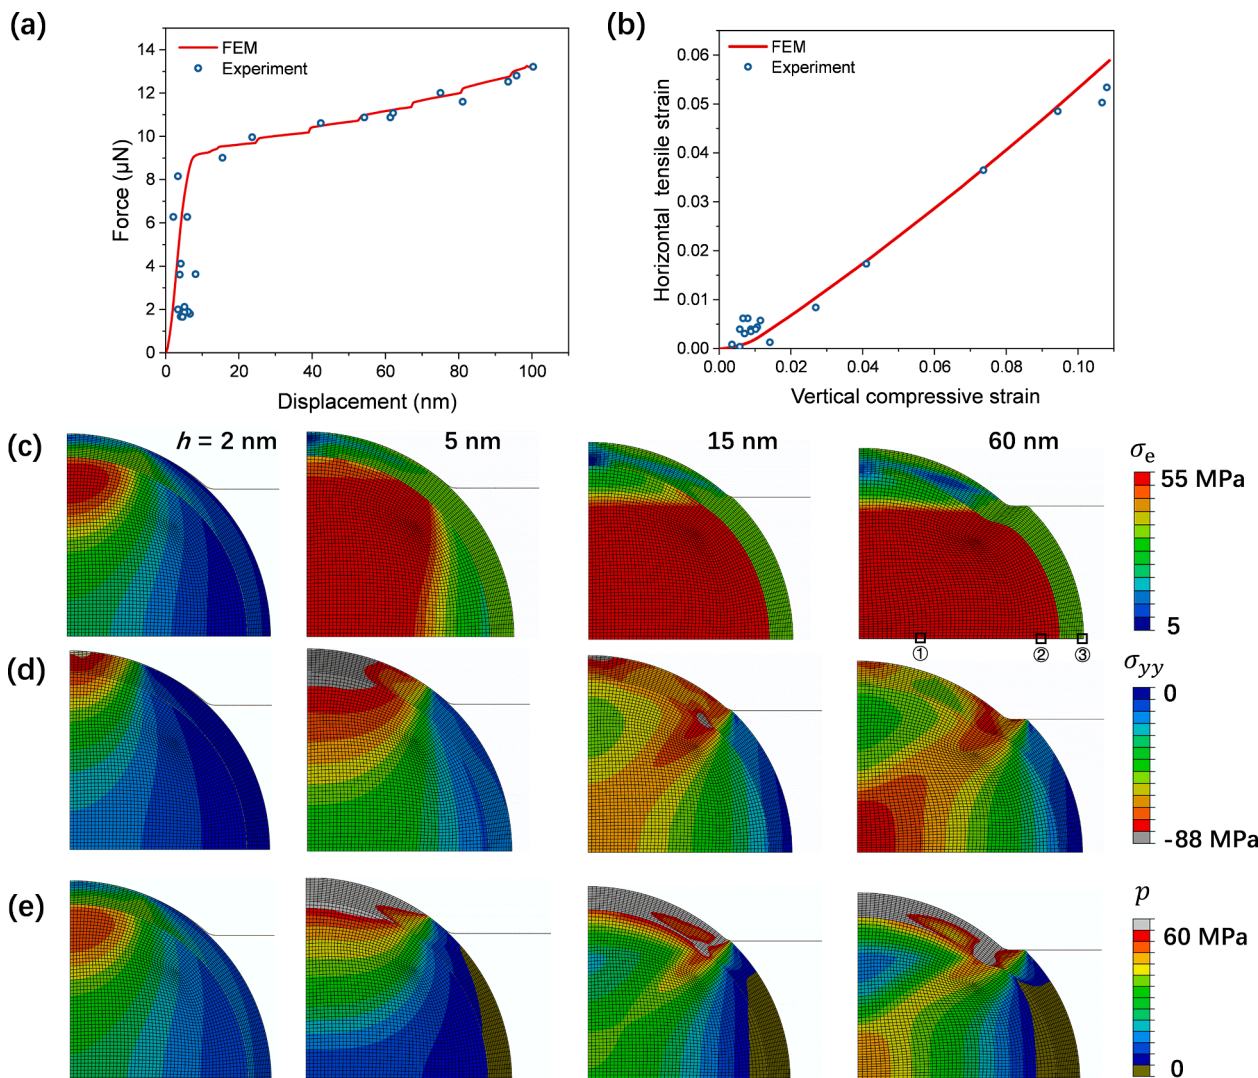 (a)
FEM
Experiment
Force (μN)
14
12
10
8
6
4
2
0
0 20 40 60 80 100
Displacement (nm)
(b)
FEM
Experiment
Horizontal tensile strain
0.06
0.05
0.04
0.03
0.02
0.01
0.00
0.00 0.02 0.04 0.06 0.08 0.10
Vertical compressive strain
(c)
h = 2 nm 5 nm 15 nm 60 nm
σe
55 MPa
5
① ② ③
(d)
σyy
0
-88 MPa
(e)
p
60 MPa
0